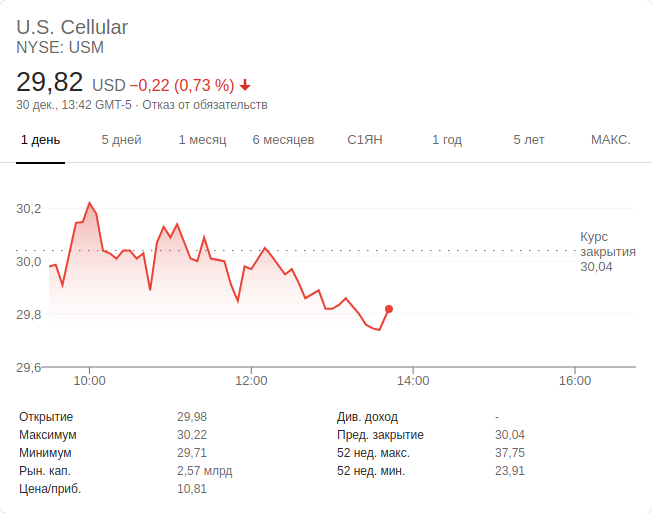 U.S. Cellular
NYSE: USM
29,82 USD −0,22 (0,73 %)
30 дек., 13:42 GMT-5 · Отказ от обязательств
1 день 5 дней 1 месяц 6 месяцев С1ЯН 1 год 5 лет МАКС.
30,2
30,0
29,8
29,6
Курс
закрытия
30,04
10:00 12:00 14:00 16:00
Открытие 29,98
Максимум 30,22
Минимум 29,71
Рын. кап. 2,57 млрд
Цена/приб. 10,81
Див. доход -
Пред. закрытие 30,04
52 нед. макс. 37,75
52 нед. мин. 23,91